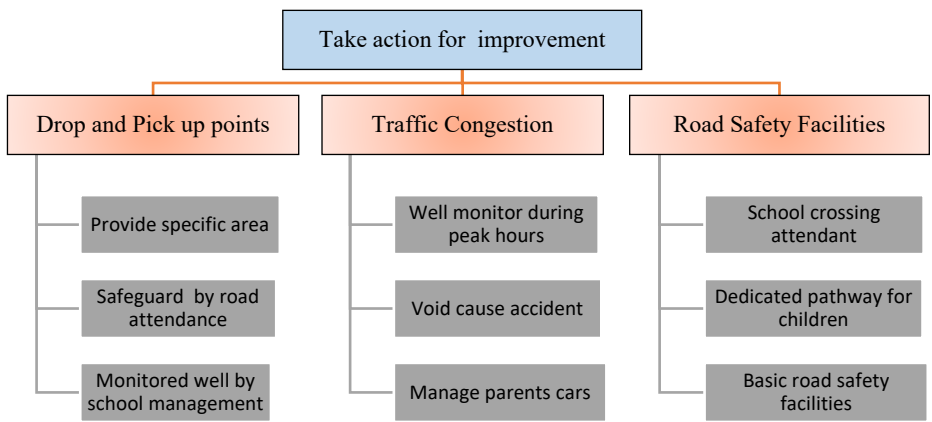 Take action for improvement
Drop and Pick up points
Provide specific area
Safeguard by road
attendance
Monitored well by
school management
Traffic Congestion
Well monitor during
peak hours
Void cause accident
Manage parents cars
Road Safety Facilities
School crossing
attendant
Dedicated pathway for
children
Basic road safety
facilities